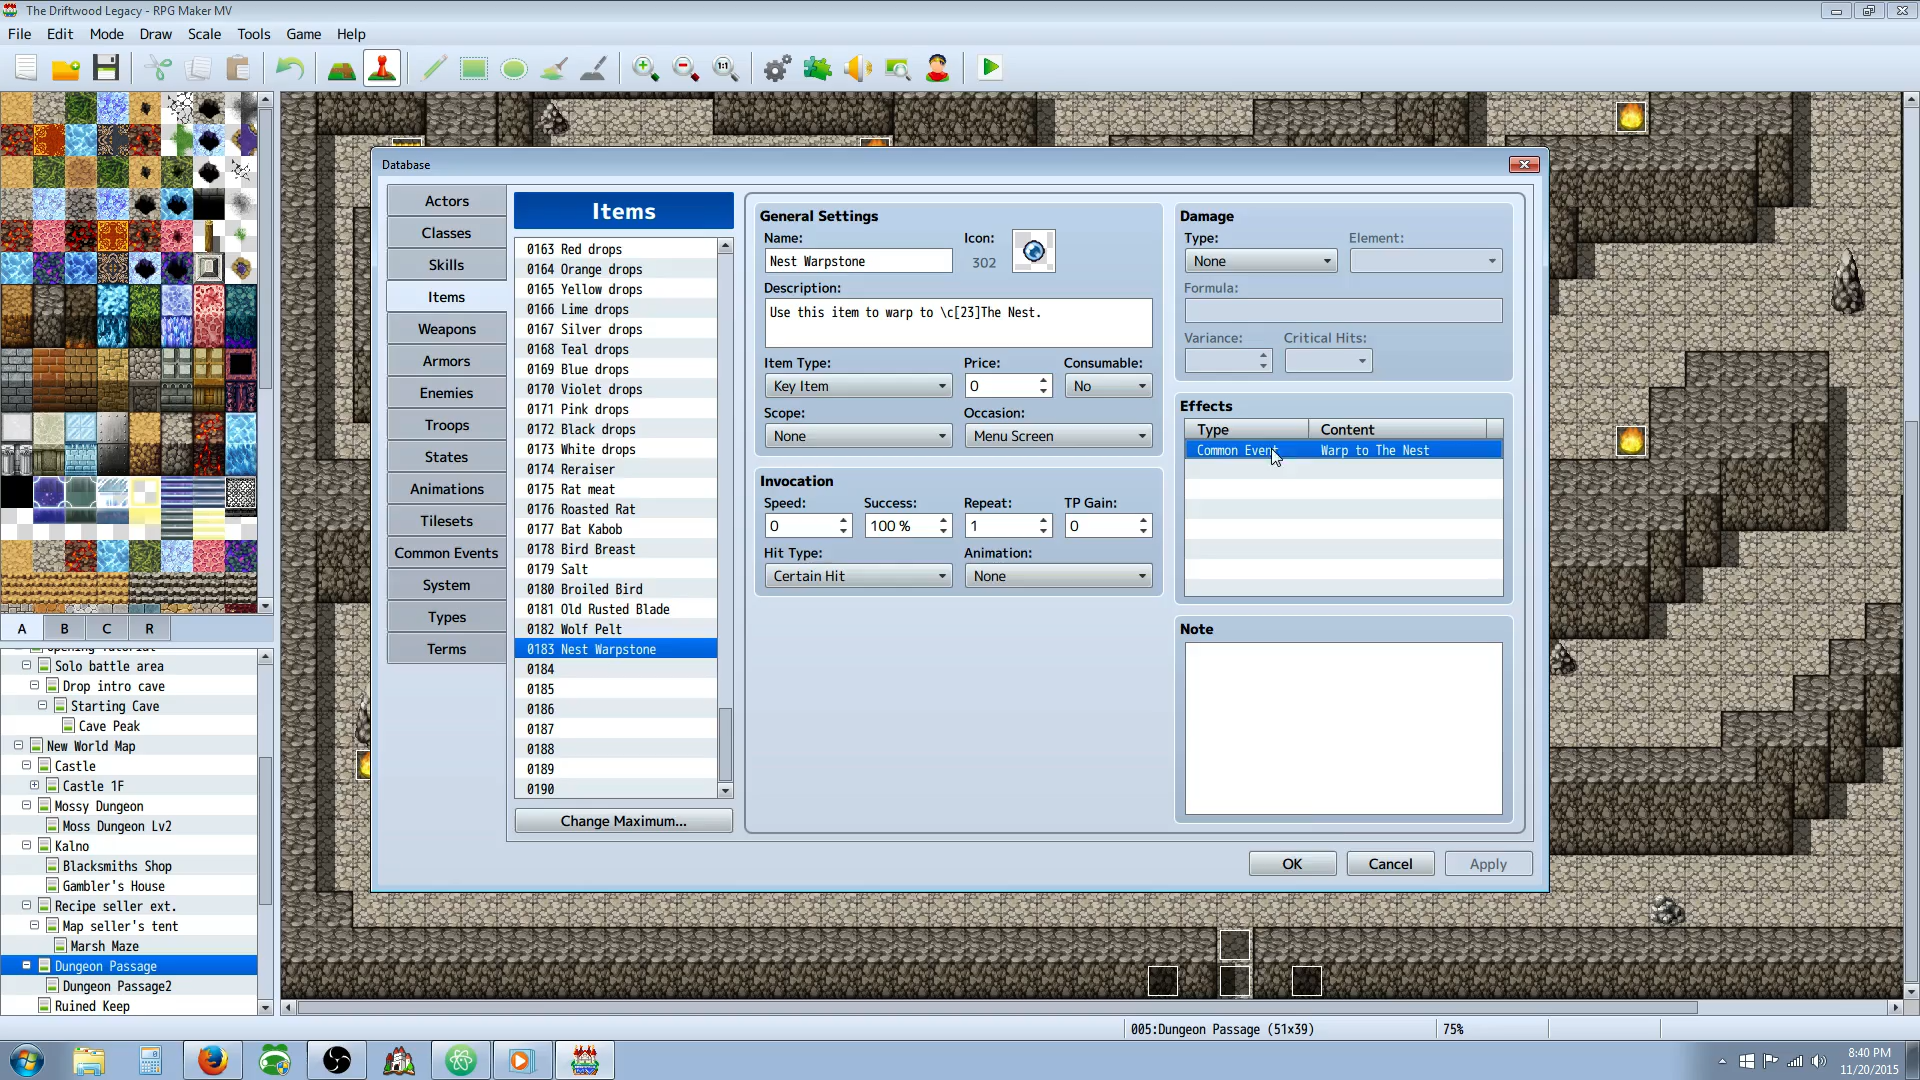 The Driftwood Legacy - RPG Maker MV
File Edit Mode Draw Scale Tools Game Help
1:1
Database
Actors
Classes
Skills
Items
Weapons
Armors
Enemies
Troops
States
Animations
Tilesets
Common Events
System
Types
Terms
Items
0163 Red drops
0164 Orange drops
0165 Yellow drops
0166 Lime drops
0167 Silver drops
0168 Teal drops
0169 Blue drops
0170 Violet drops
0171 Pink drops
0172 Black drops
0173 White drops
0174 Reraiser
0175 Rat meat
0176 Roasted Rat
0177 Bat Kabob
0178 Bird Breast
0179 Salt
0180 Broiled Bird
0181 Old Rusted Blade
0182 Wolf Pelt
0183 Nest Warpstone
0184
0185
0186
0187
0188
0189
0190
Change Maximum...
General Settings
Name: Icon:
Nest Warpstone 302
Description:
Use this item to warp to \c[23]The Nest.
Item Type: Price: Consumable:
Key Item 0 No
Scope: Occasion:
None Menu Screen
Invocation
Speed: Success: Repeat: TP Gain:
0 100 % 1 0
Hit Type: Animation:
Certain Hit None
Damage
Type: Element:
None
Formula:
Variance: Critical Hits:
Effects
Type Content
Common Event Warp to The Nest
Note
OK Cancel Apply
A B C R
Opening Tutorial
Solo battle area
Drop intro cave
Starting Cave
Cave Peak
New World Map
Castle
Castle 1F
Mossy Dungeon
Moss Dungeon Lv2
Kalno
Blacksmiths Shop
Gambler's House
Recipe seller ext.
Map seller's tent
Marsh Maze
Dungeon Passage
Dungeon Passage2
Ruined Keep
005:Dungeon Passage (51x39) 75%
8:40 PM
11/20/2015